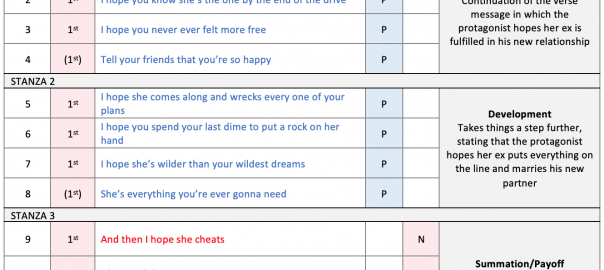 2 1st I hope you know she's the one by the end of the drive P
Continuation of the verse
message in which the
protagonist hopes her ex is
fulfilled in his new relationship
3 1st I hope you never ever felt more free P
4 (1st) Tell your friends that you're so happy P
STANZA 2
5 1st I hope she comes along and wrecks every one of your
plans P
6 1st I hope you spend your last dime to put a rock on her
hand P
7 1st I hope she's wilder than your wildest dreams P
8 (1st) She's everything you're ever gonna need P
Development
Takes things a step further,
stating that the protagonist
hopes her ex puts everything on
the line and marries his new
partner
STANZA 3
9 1st And then I hope she cheats N
Summation/Payoff